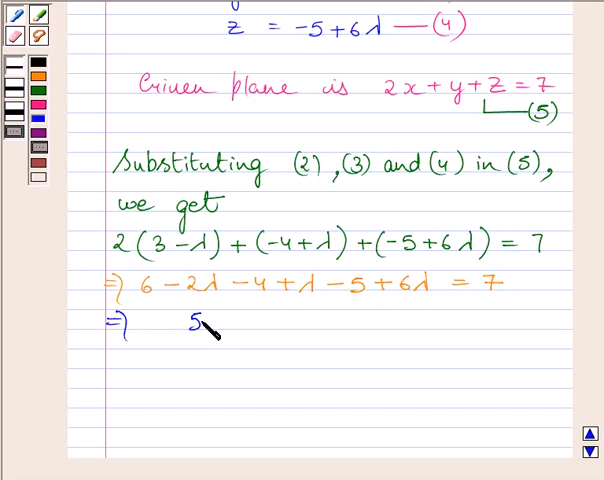 z = -5+6λ —(4)
Given plane is 2x+y+z=7
(5)
Substituting (2), (3) and (4) in (5),
we get
2(3-λ)+(-4+λ)+(-5+6λ)=7
⇒ 6-2λ-4+λ-5+6λ=7
⇒ 5